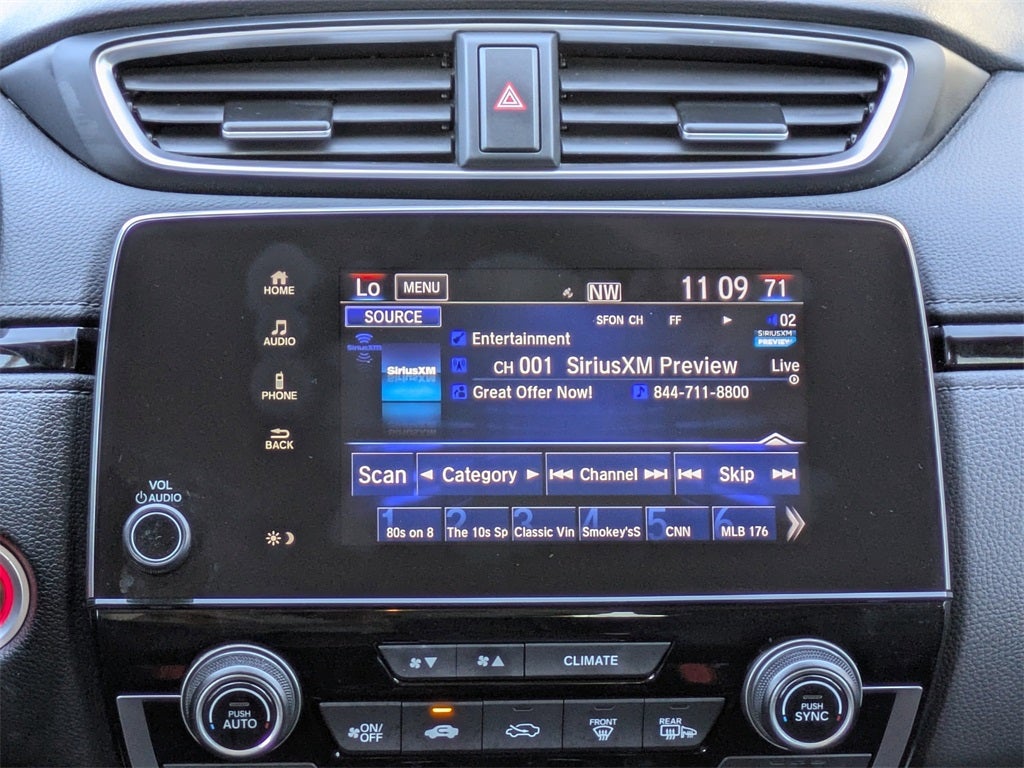 HOME
AUDIO
PHONE
BACK
VOL
AUDIO
Lo MENU NW 11 09 71
SOURCE SFON CH FF 02
SiriusXM
SiriusXM
Entertainment
SIRIUSXM
PREVIEW
CH 001 SiriusXM Preview Live
Great Offer Now! 844-711-8800
Scan Category Channel Skip
1 2 3 4 5 6
80s on 8 The 10s Sp Classic Vin Smokey'sS CNN MLB 176
CLIMATE
PUSH
AUTO
PUSH
SYNC
ON/
OFF
FRONT
REAR